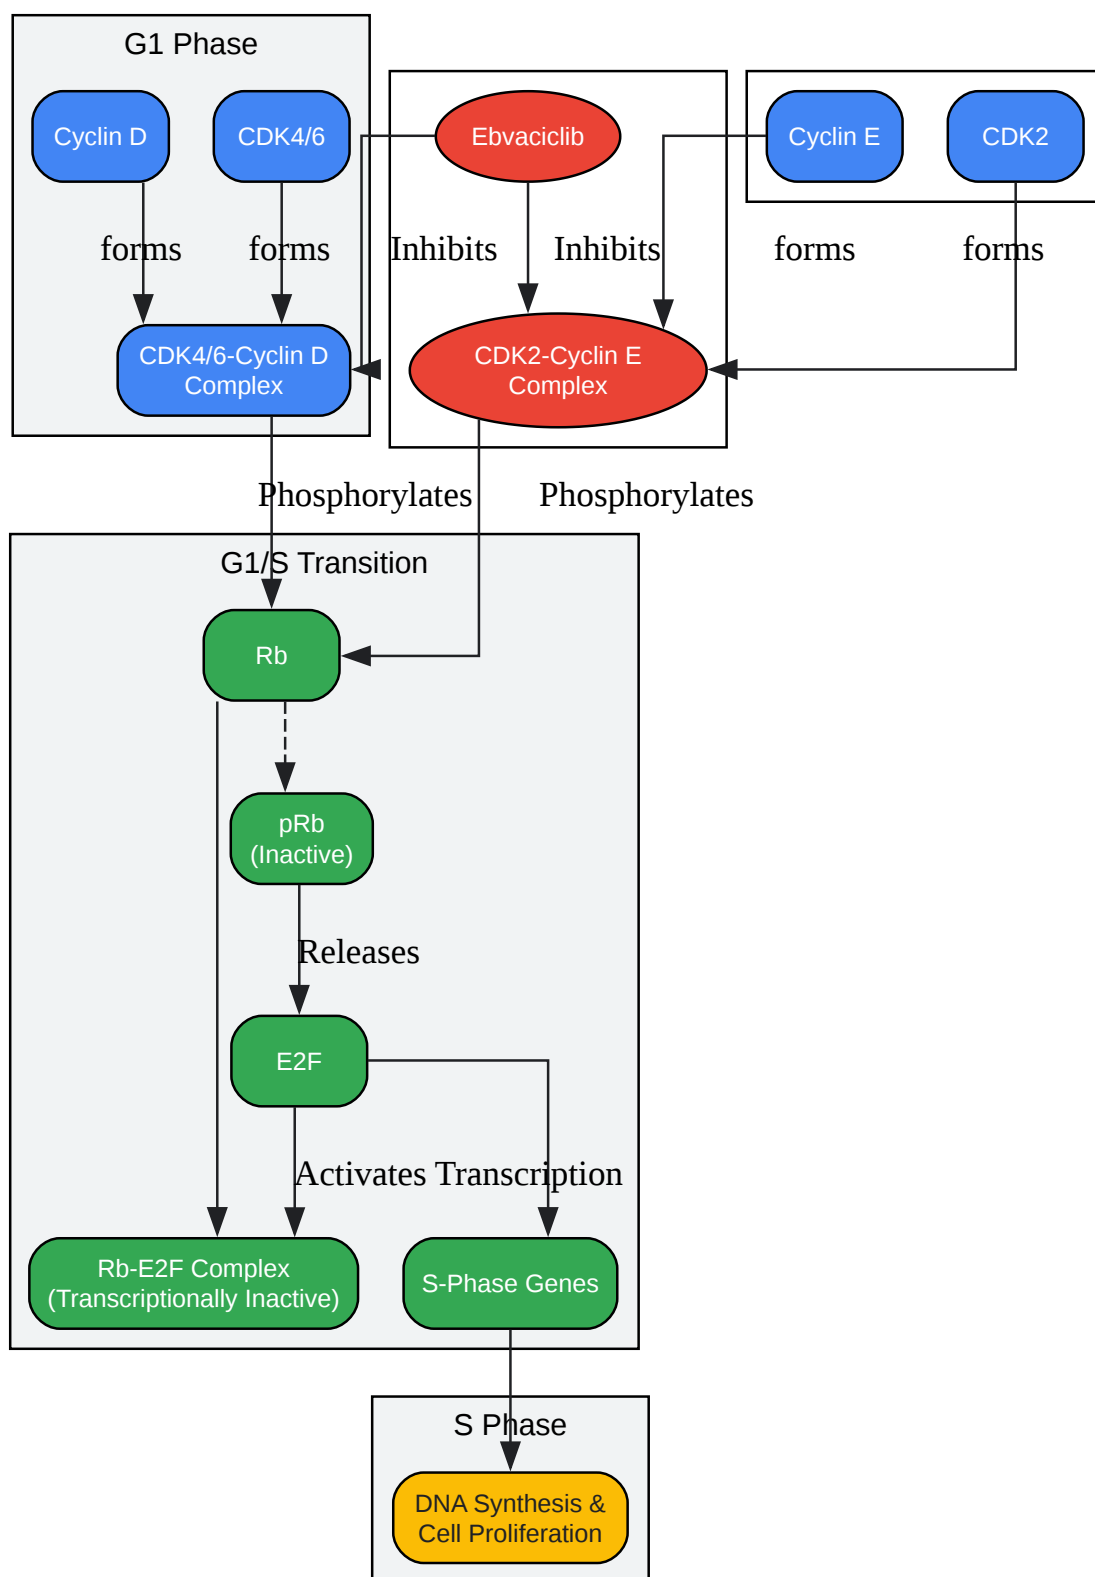 G1 Phase
Cyclin D
CDK4/6
Ebvaciclib
Cyclin E
CDK2
forms
forms
Inhibits
Inhibits
forms
forms
CDK4/6-Cyclin D
Complex
CDK2-Cyclin E
Complex
Phosphorylates
Phosphorylates
G1/S Transition
Rb
pRb
(Inactive)
Releases
E2F
Activates Transcription
Rb-E2F Complex
(Transcriptionally Inactive)
S-Phase Genes
S Phase
DNA Synthesis &
Cell Proliferation